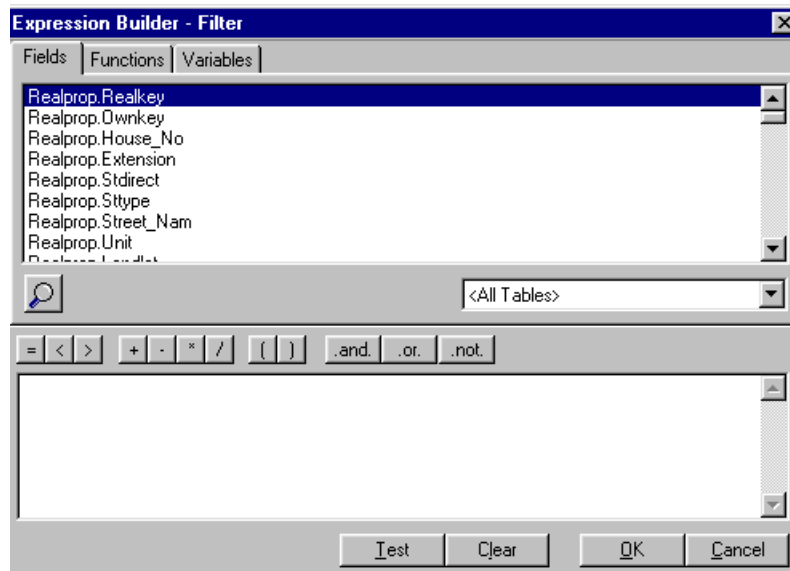 Expression Builder - Filter
Fields Functions Variables
Realprop.Realkey
Realprop.Ownkey
Realprop.House_No
Realprop.Extension
Realprop.Stdirect
Realprop.Sttype
Realprop.Street_Nam
Realprop.Unit
<All Tables>
= < > + - * / ( ) .and. .or. .not.
Test Clear OK Cancel